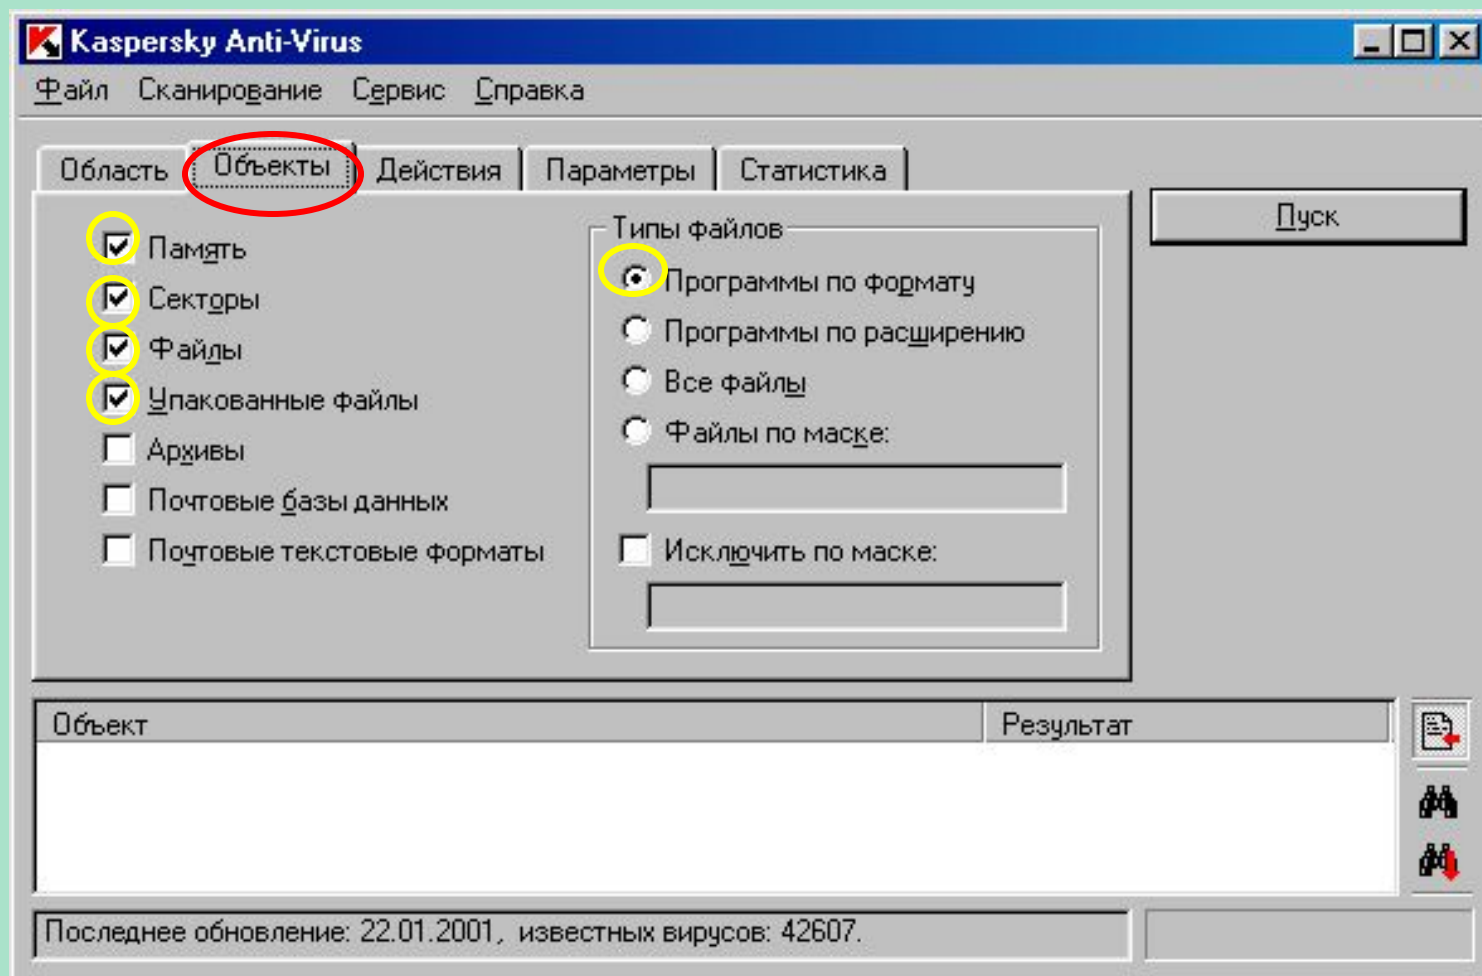 Kaspersky Anti-Virus
Файл Сканирование Сервис Справка
Область Объекты Действия Параметры Статистика
Пуск
Память
Секторы
Файлы
Упакованные файлы
Архивы
Почтовые базы данных
Почтовые текстовые форматы
Типы файлов
Программы по формату
Программы по расширению
Все файлы
Файлы по маске:
Исключить по маске:
Объект Результат
Последнее обновление: 22.01.2001, известных вирусов: 42607.